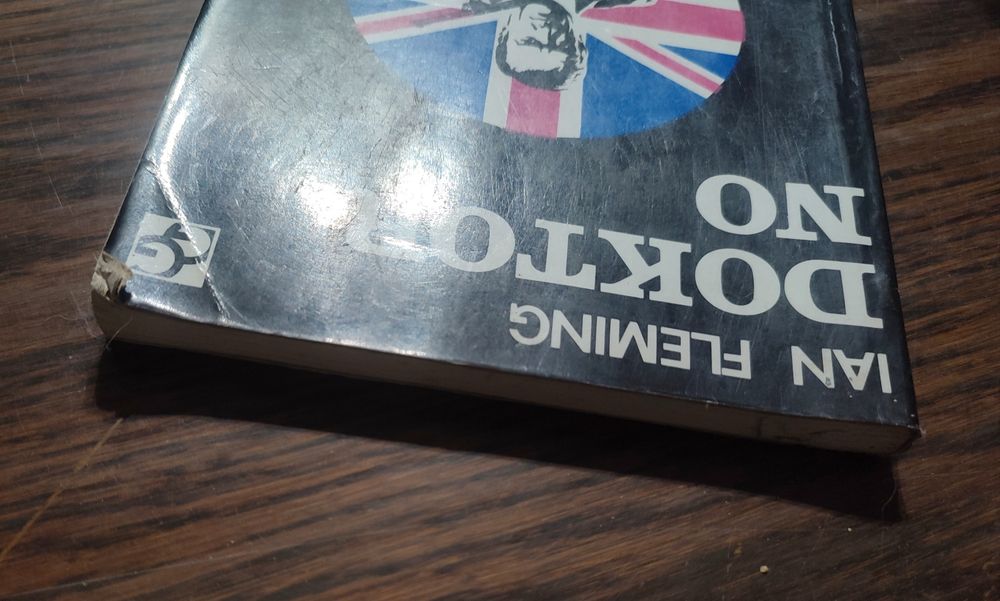 IAN FLEMING
DOKTOR
NO